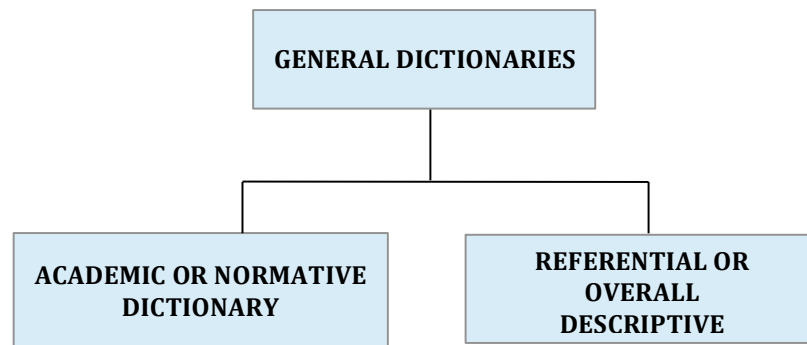 GENERAL DICTIONARIES
ACADEMIC OR NORMATIVE
DICTIONARY
REFERENTIAL OR
OVERALL
DESCRIPTIVE